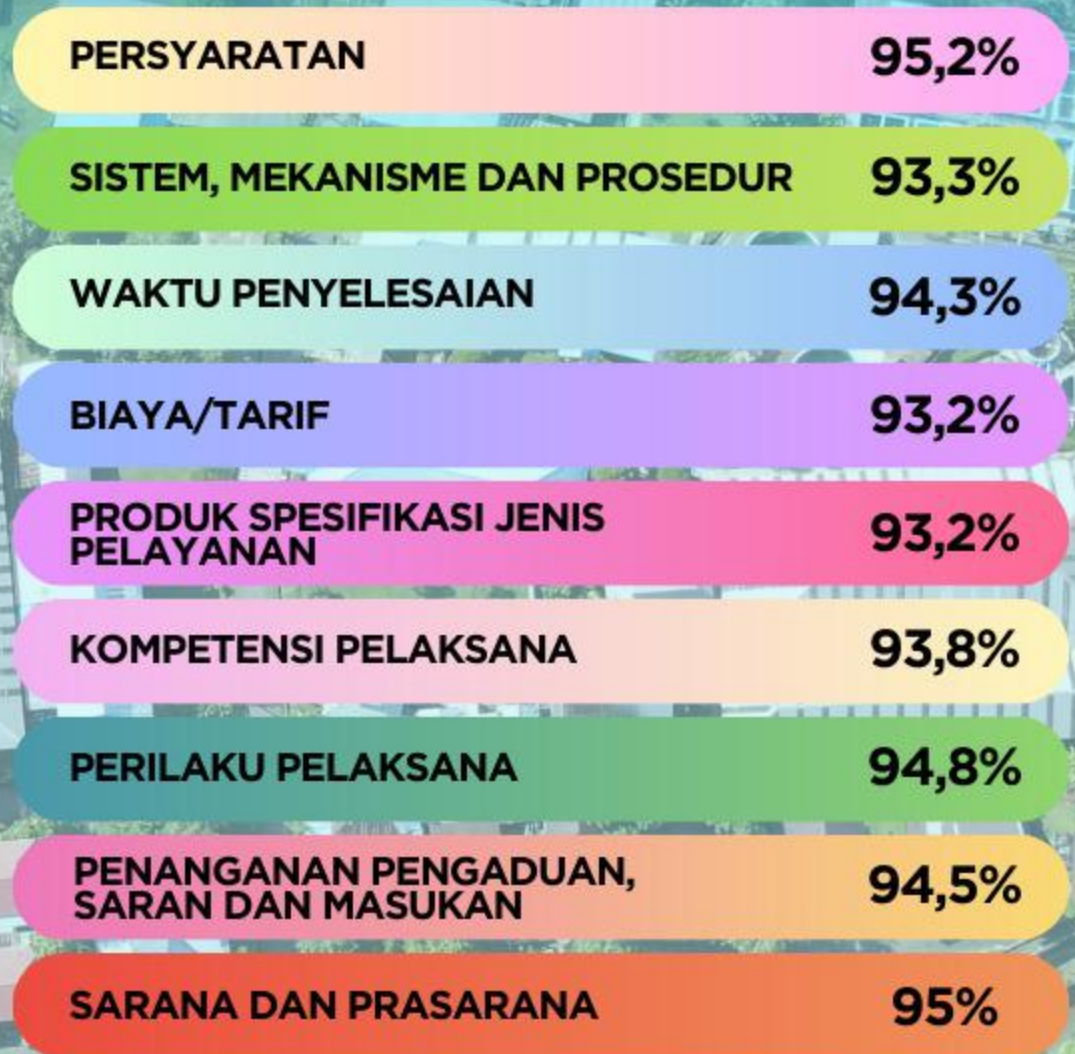 PERSYARATAN 95,2%
SISTEM, MEKANISME DAN PROSEDUR 93,3%
WAKTU PENYELESAIAN 94,3%
BIAYA/TARIF 93,2%
PRODUK SPESIFIKASI JENIS
PELAYANAN 93,2%
KOMPETENSI PELAKSANA 93,8%
PERILAKU PELAKSANA 94,8%
PENANGANAN PENGADUAN,
SARAN DAN MASUKAN 94,5%
SARANA DAN PRASARANA 95%